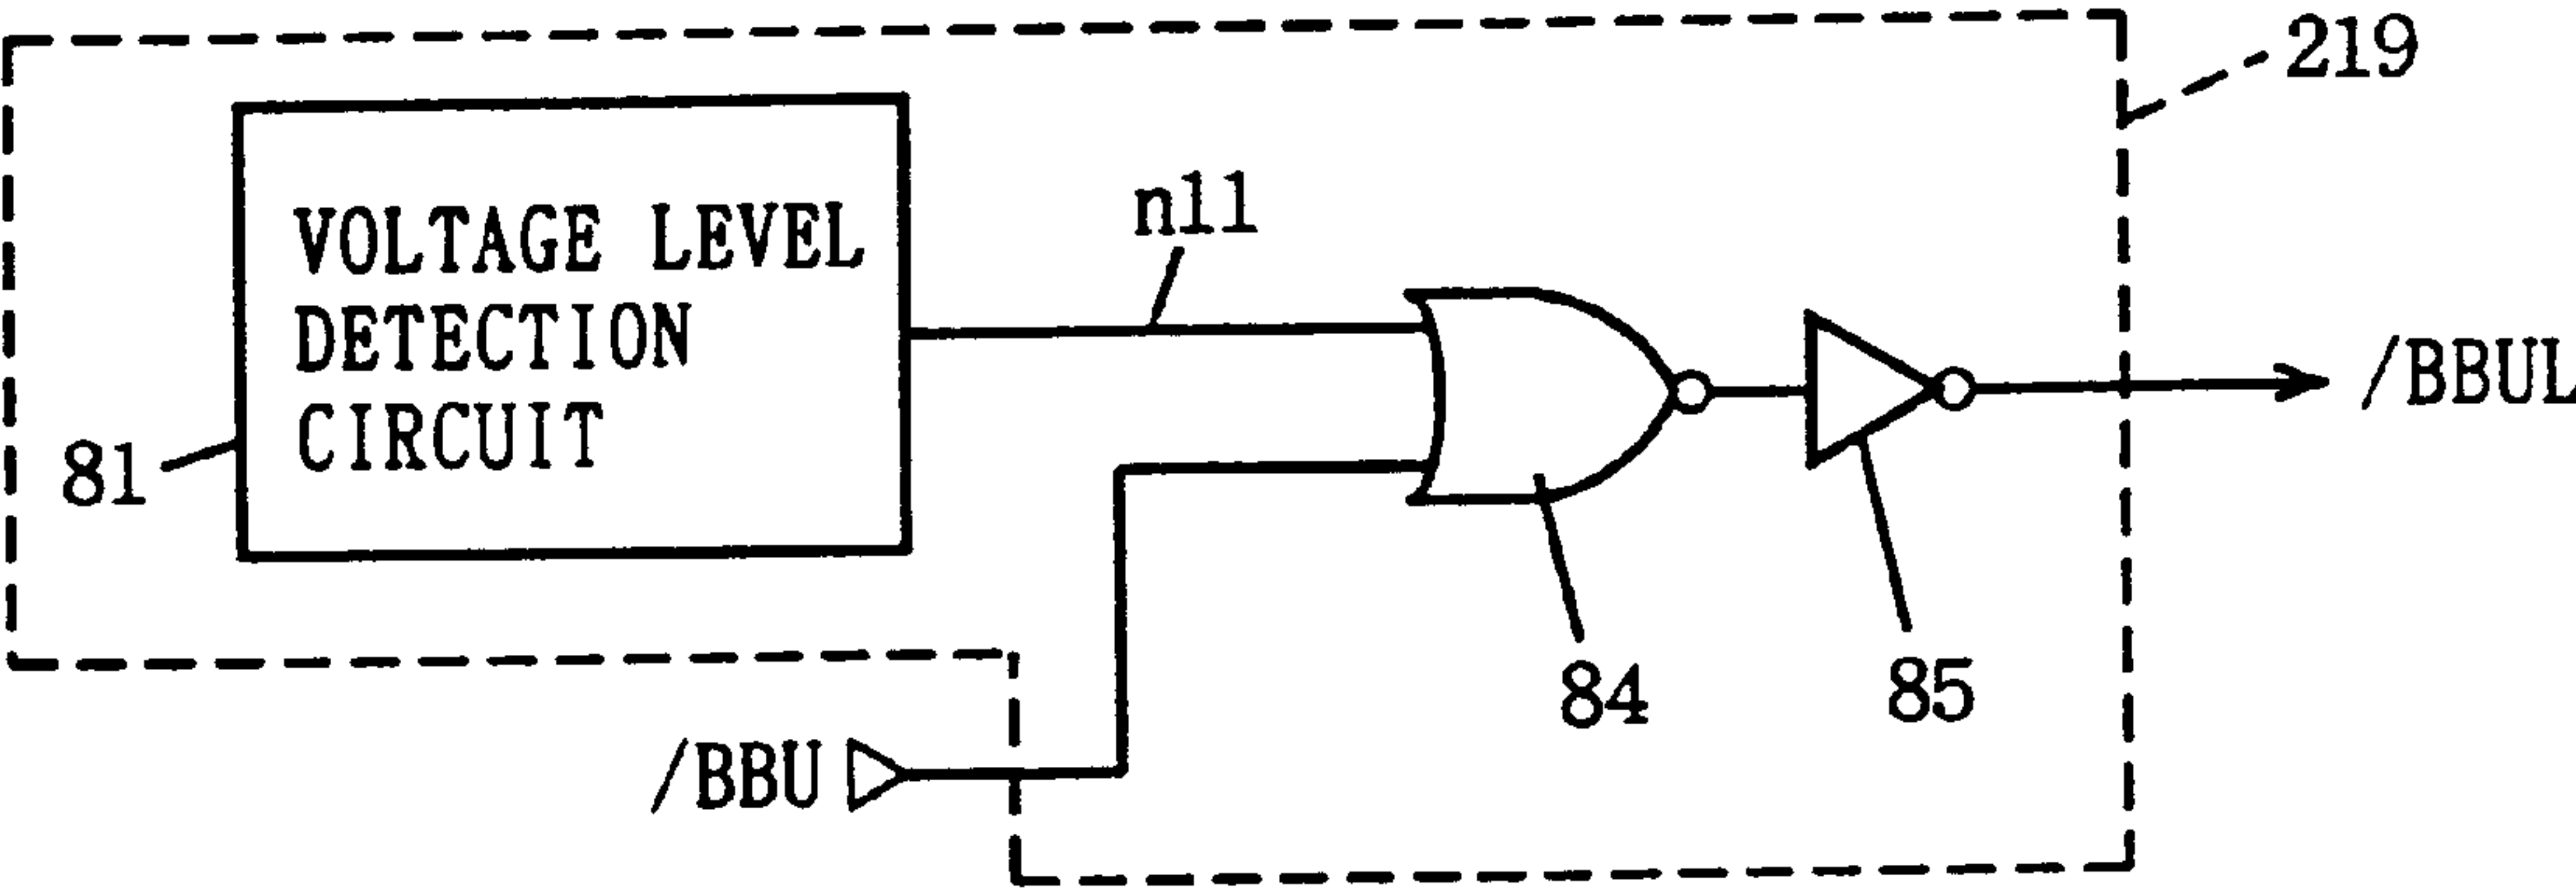 219
VOLTAGE LEVEL
DETECTION
CIRCUIT
81
n11
/BBUL
84
85
/BBU